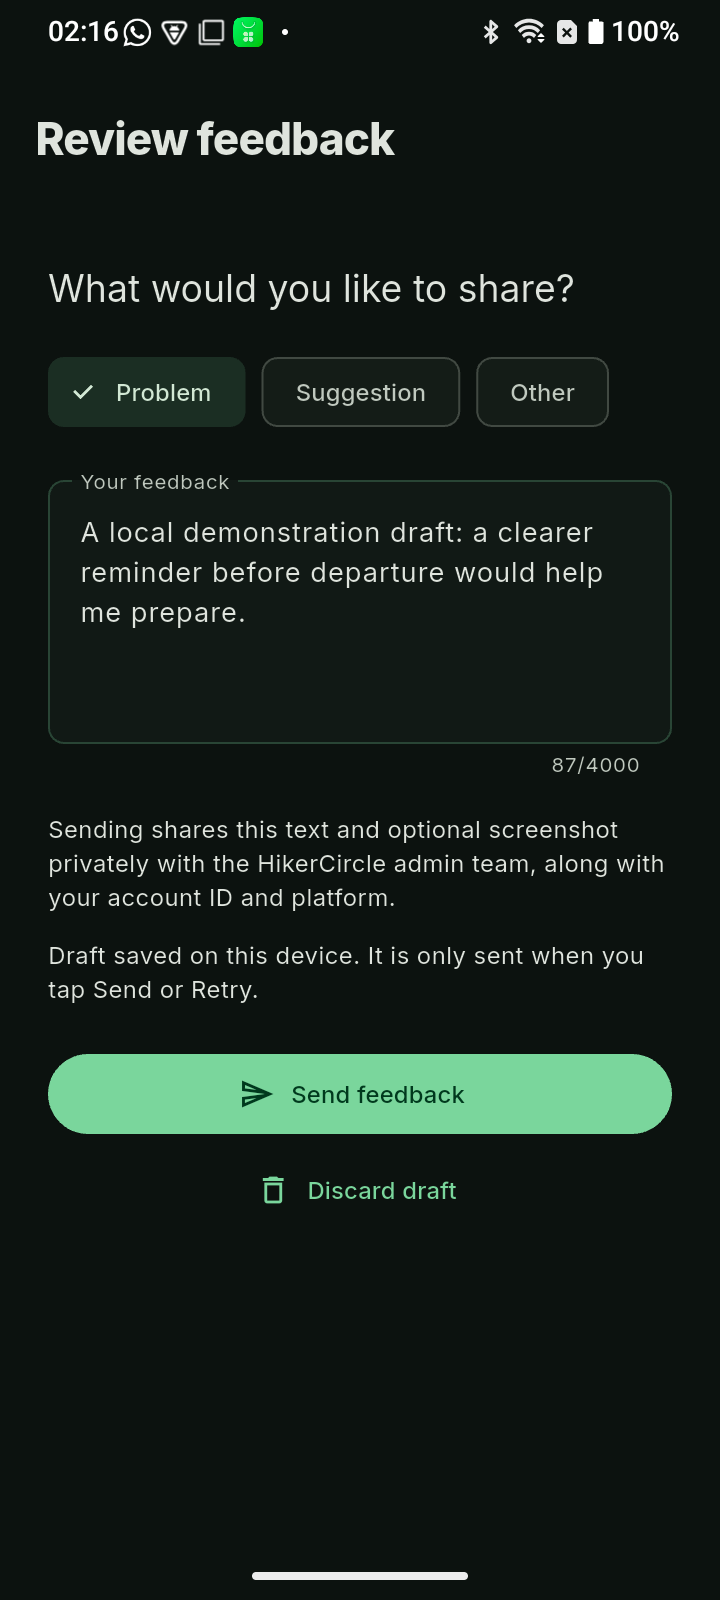 02:16
100%
Review feedback
What would you like to share?
Problem
Suggestion
Other
Your feedback
A local demonstration draft: a clearer
reminder before departure would help
me prepare.
87/4000
Sending shares this text and optional screenshot
privately with the HikerCircle admin team, along with
your account ID and platform.
Draft saved on this device. It is only sent when you
tap Send or Retry.
Send feedback
Discard draft